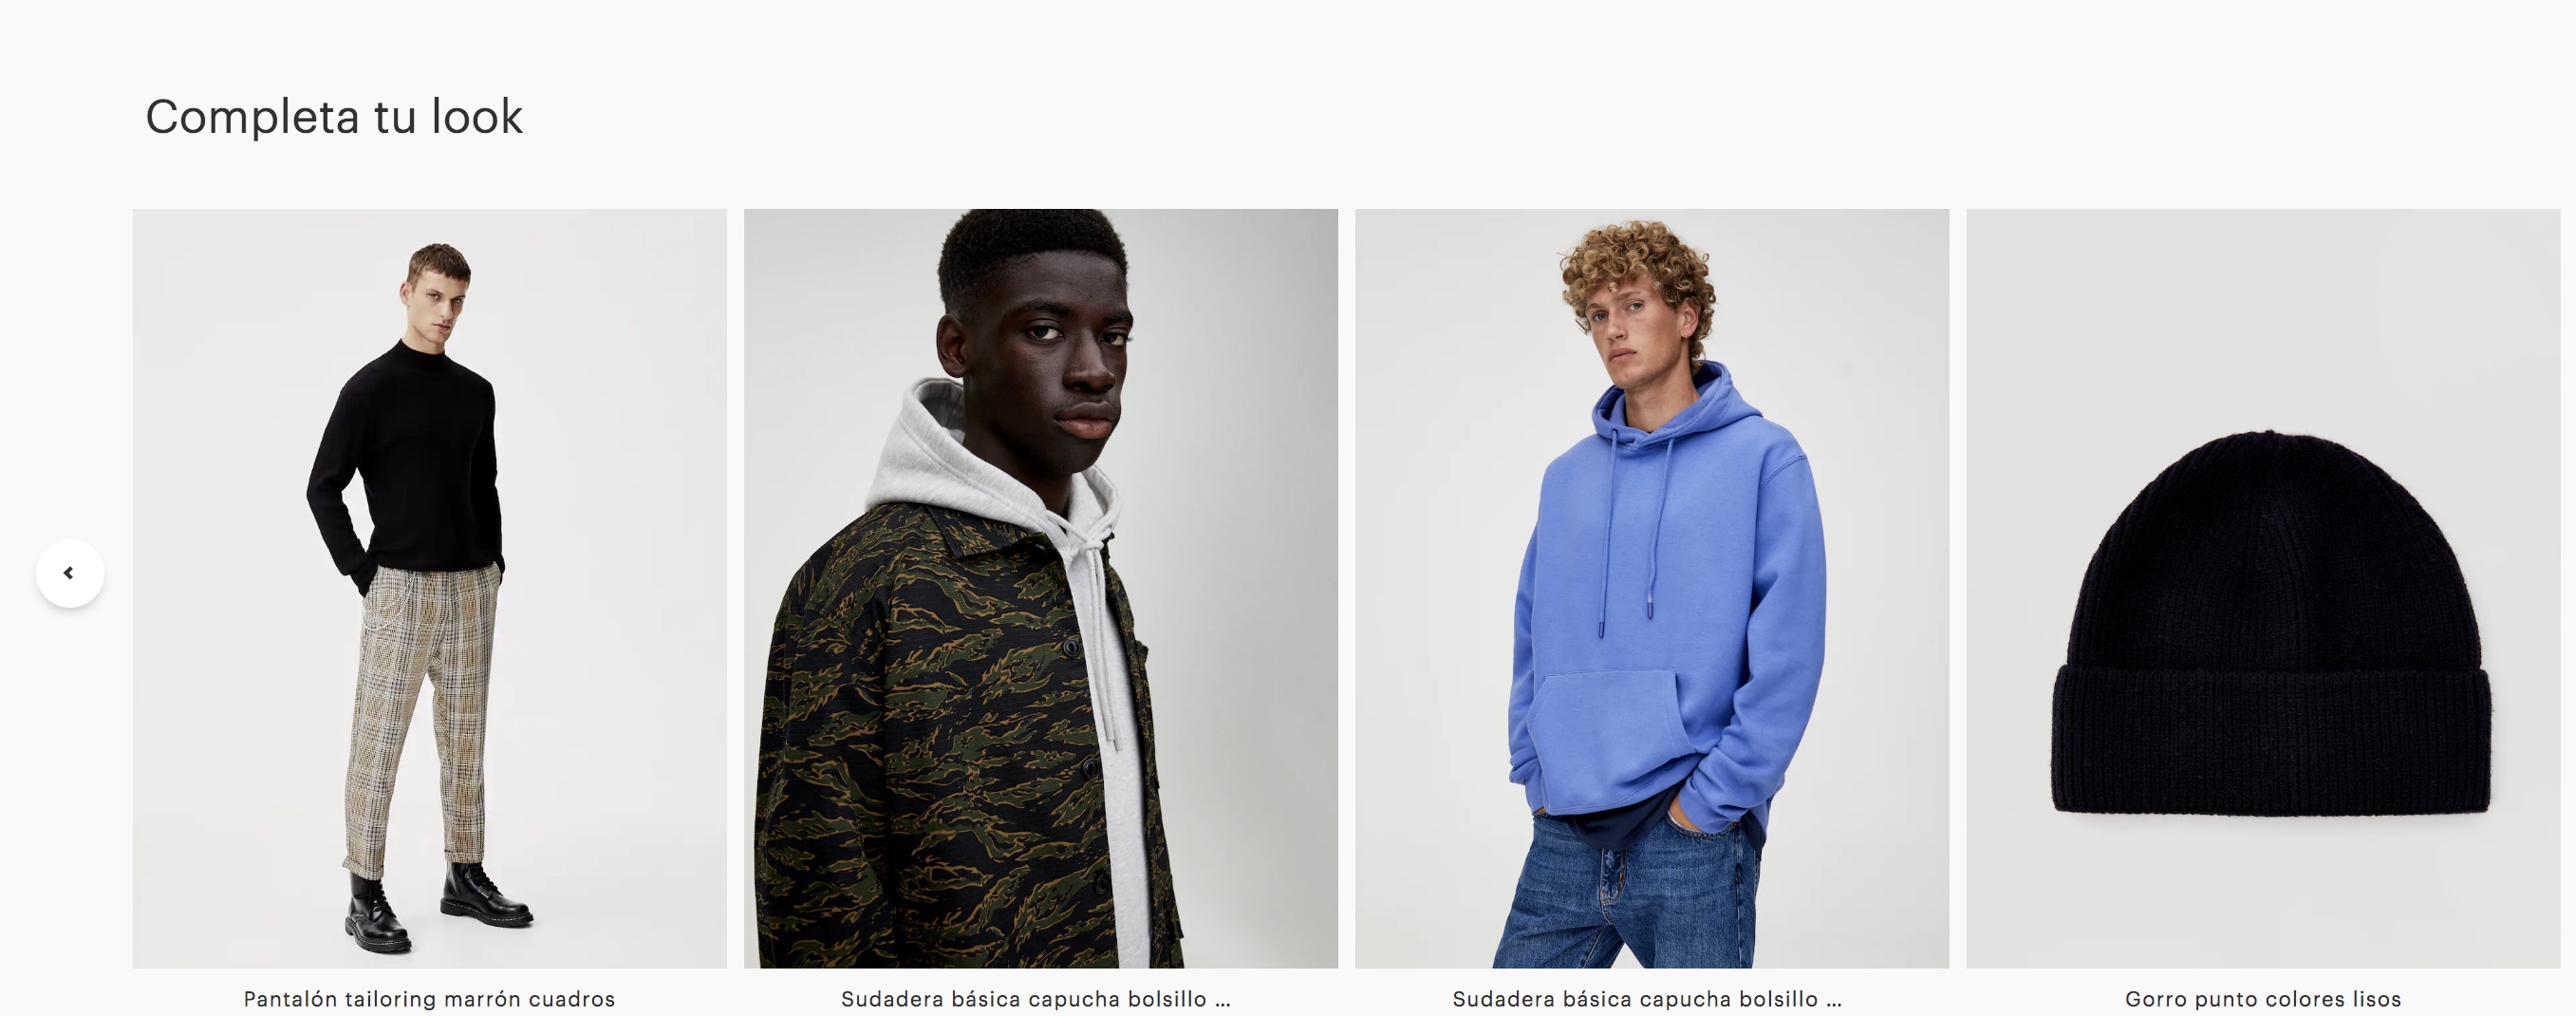 Completa tu look
Pantalón tailoring marrón cuadros
Sudadera básica capucha bolsillo ...
Sudadera básica capucha bolsillo ...
Gorro punto colores lisos